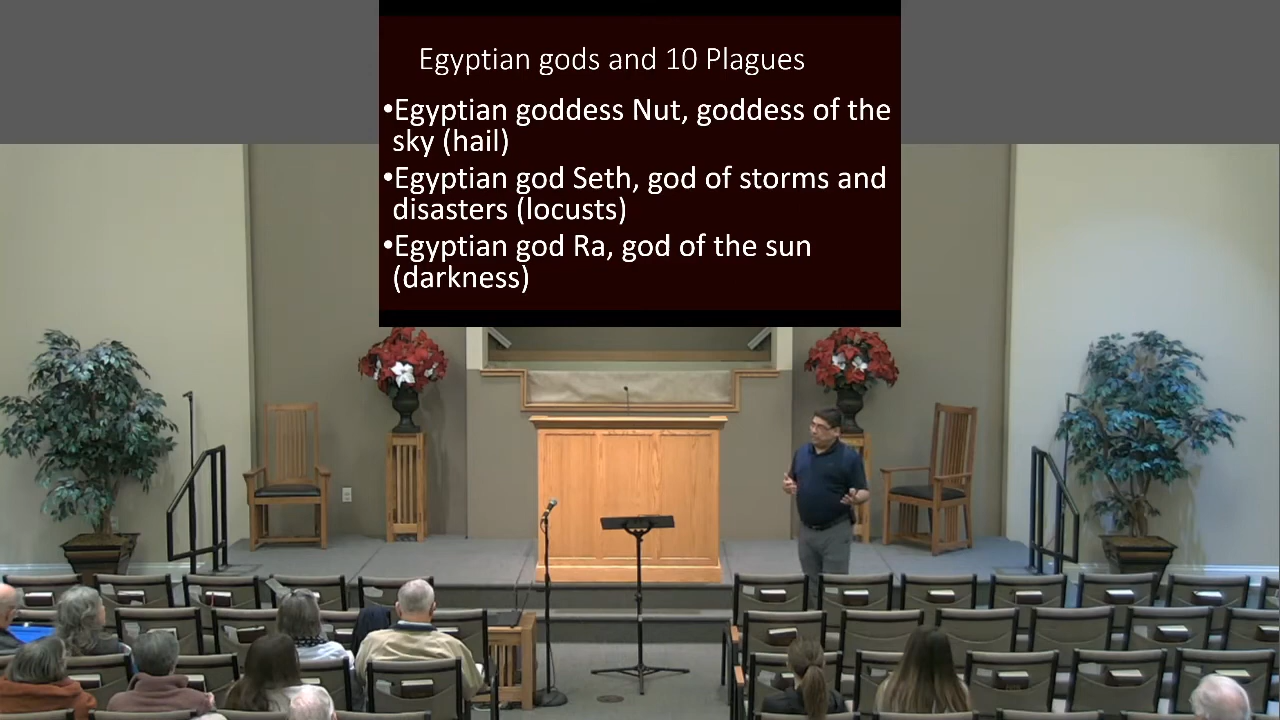 Egyptian gods and 10 Plagues
•Egyptian goddess Nut, goddess of the
sky (hail)
•Egyptian god Seth, god of storms and
disasters (locusts)
•Egyptian god Ra, god of the sun
(darkness)